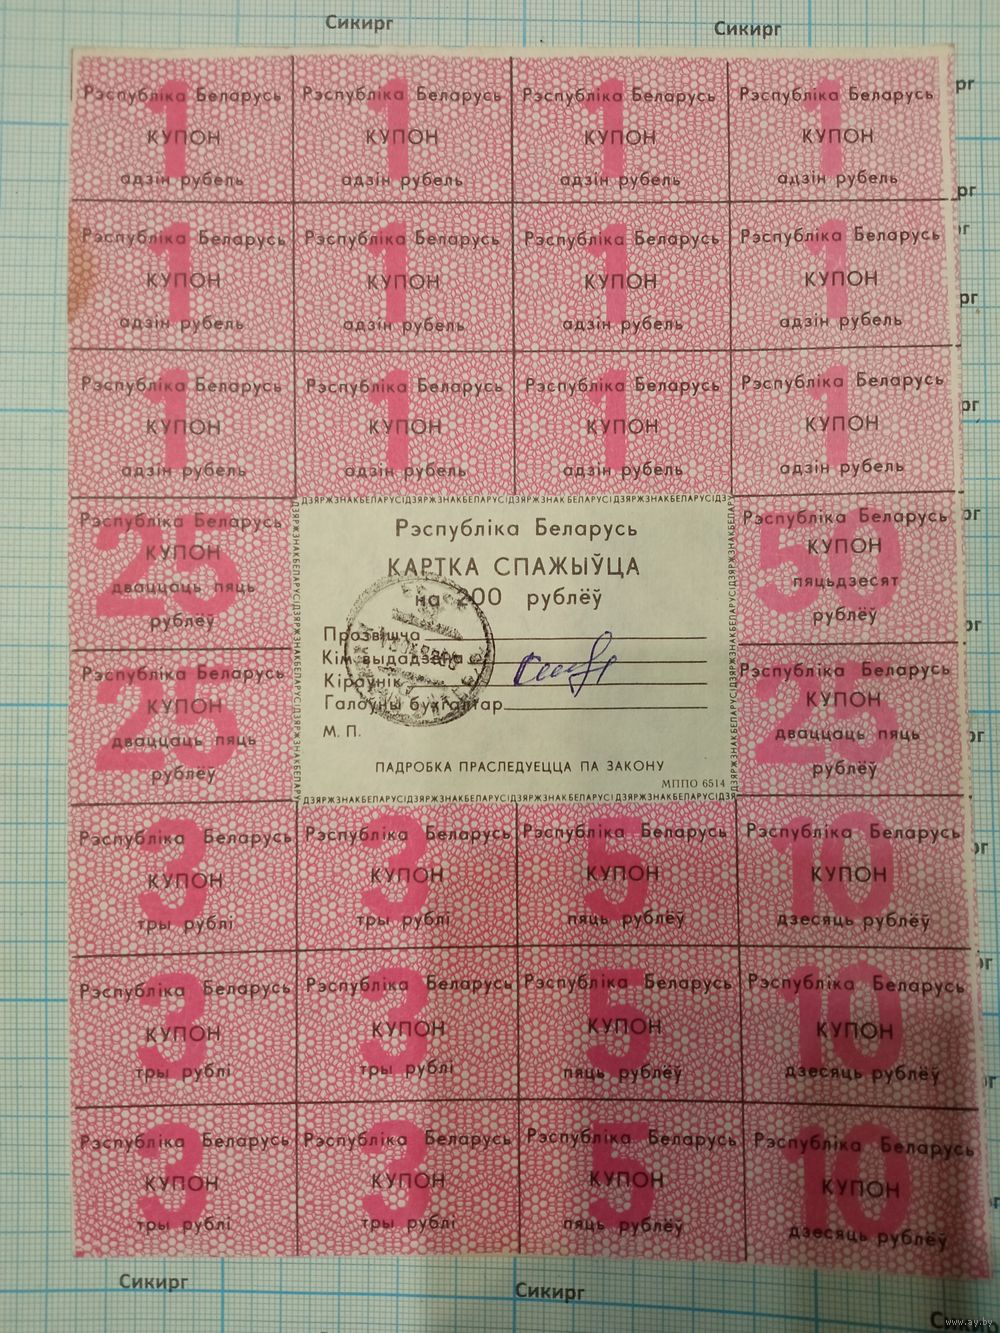 Сикирг
Сикирг
Рэспубліка Беларусь Рэспубліка Беларусь Рэспубліка Беларусь Рэспубліка Беларусь
1 1 1 1
КУПОН КУПОН КУПОН КУПОН
адзін рубель адзін рубель адзін рубель адзін рубель
Рэспубліка Беларусь Рэспубліка Беларусь Рэспубліка Беларусь Рэспубліка Беларусь
1 1 1 1
КУПОН КУПОН КУПОН КУПОН
адзін рубель адзін рубель адзін рубель адзін рубель
Рэспубліка Беларусь Рэспубліка Беларусь Рэспубліка Беларусь Рэспубліка Беларусь
1 1 1 1
КУПОН КУПОН КУПОН КУПОН
адзін рубель адзін рубель адзін рубель адзін рубель
Рэспубліка Беларусь
25
КУПОН
дваццаць пяць
рублёў
Рэспубліка Беларусь
25
КУПОН
дваццаць пяць
рублёў
ДЗЯРЖЗНАКБЕЛАРУСІДЗЯРЖЗНАКБЕЛАРУСІДЗЯРЖЗНАКБЕЛАРУСІДЗЯРЖЗНАКБЕЛАРУСІДЗЯ
Рэспубліка Беларусь
КАРТКА СПАЖЫЎЦА
на 200 рублёў
Прозвішча
Кім выдадзена
Кіраўнік
Галоўны бухгалтар
М. П.
ПАДРОБКА ПРАСЛЕДУЕЦЦА ПА ЗАКОНУ
МППО 6514
ДЗЯРЖЗНАКБЕЛАРУСІДЗЯРЖЗНАКБЕЛАРУСІДЗЯРЖЗНАКБЕЛАРУСІДЗЯРЖЗНАКБЕЛАРУСІДЗЯ
Рэспубліка Беларусь
50
КУПОН
пяцьдзесят
рублёў
Рэспубліка Беларусь
25
КУПОН
дваццаць пяць
рублёў
Рэспубліка Беларусь Рэспубліка Беларусь Рэспубліка Беларусь Рэспубліка Беларусь
3 3 5 10
КУПОН КУПОН КУПОН КУПОН
тры рублі тры рублі пяць рублёў дзесяць рублёў
Рэспубліка Беларусь Рэспубліка Беларусь Рэспубліка Беларусь Рэспубліка Беларусь
3 3 5 10
КУПОН КУПОН КУПОН КУПОН
тры рублі тры рублі пяць рублёў дзесяць рублёў
Рэспубліка Беларусь Рэспубліка Беларусь Рэспубліка Беларусь Рэспубліка Беларусь
3 3 5 10
КУПОН КУПОН КУПОН КУПОН
тры рублі тры рублі пяць рублёў дзесяць рублёў
Сикирг
Сикирг
www.ay.by